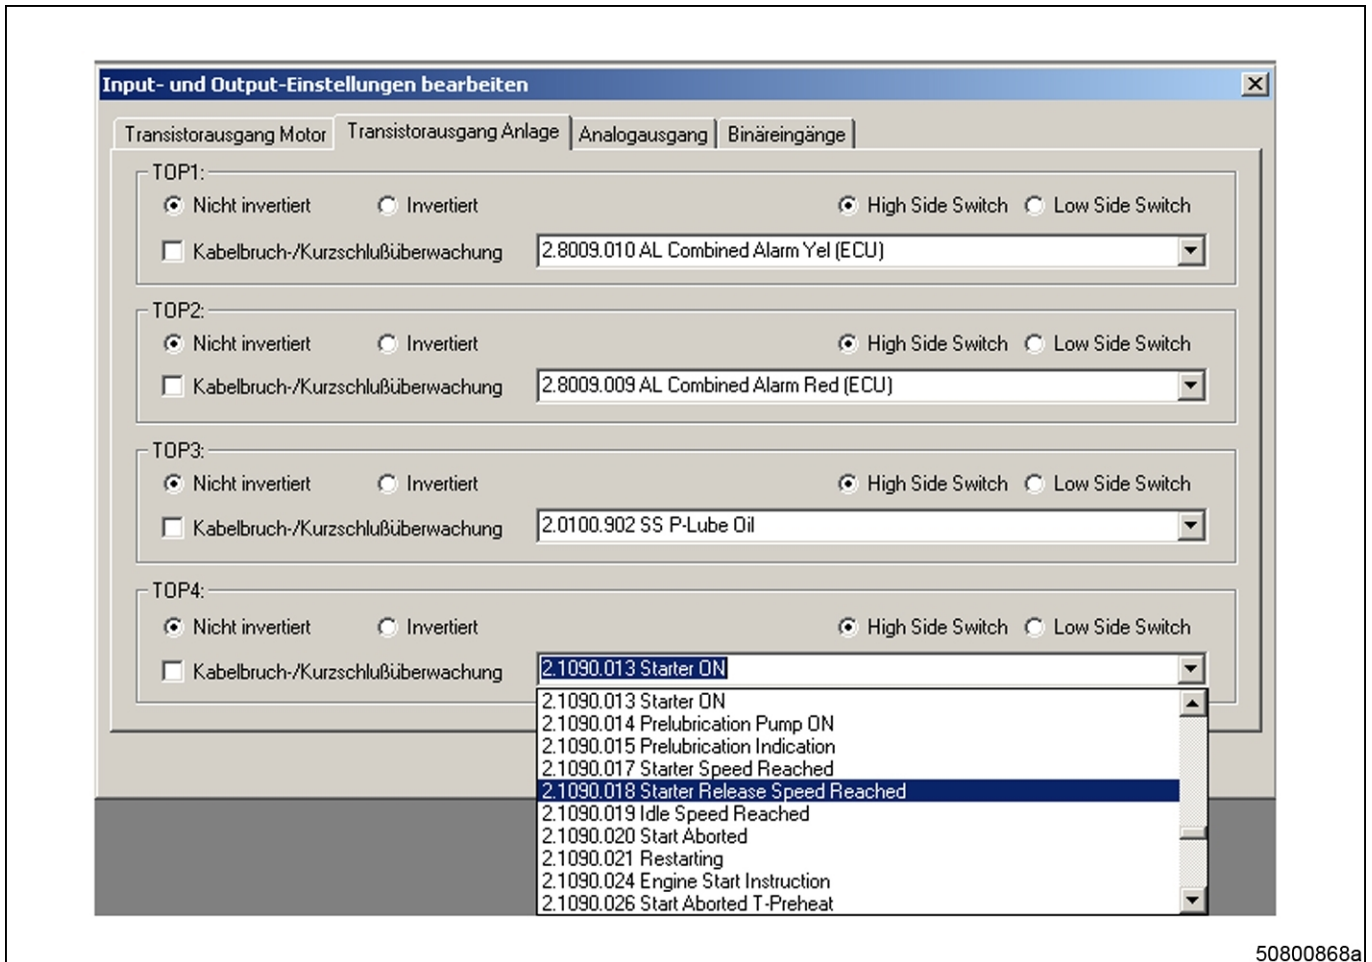 Input- und Output-Einstellungen bearbeiten
Transistorausgang Motor Transistorausgang Anlage Analogausgang Binäreingänge
TOP1:
Nicht invertiert Invertiert High Side Switch Low Side Switch
Kabelbruch-/Kurzschlußüberwachung 2.8009.010 AL Combined Alarm Yel (ECU)
TOP2:
Nicht invertiert Invertiert High Side Switch Low Side Switch
Kabelbruch-/Kurzschlußüberwachung 2.8009.009 AL Combined Alarm Red (ECU)
TOP3:
Nicht invertiert Invertiert High Side Switch Low Side Switch
Kabelbruch-/Kurzschlußüberwachung 2.0100.902 SS P-Lube Oil
TOP4:
Nicht invertiert Invertiert High Side Switch Low Side Switch
Kabelbruch-/Kurzschlußüberwachung 2.1090.013 Starter ON
2.1090.013 Starter ON
2.1090.014 Prelubrication Pump ON
2.1090.015 Prelubrication Indication
2.1090.017 Starter Speed Reached
2.1090.018 Starter Release Speed Reached
2.1090.019 Idle Speed Reached
2.1090.020 Start Aborted
2.1090.021 Restarting
2.1090.024 Engine Start Instruction
2.1090.026 Start Aborted T-Preheat
50800868a